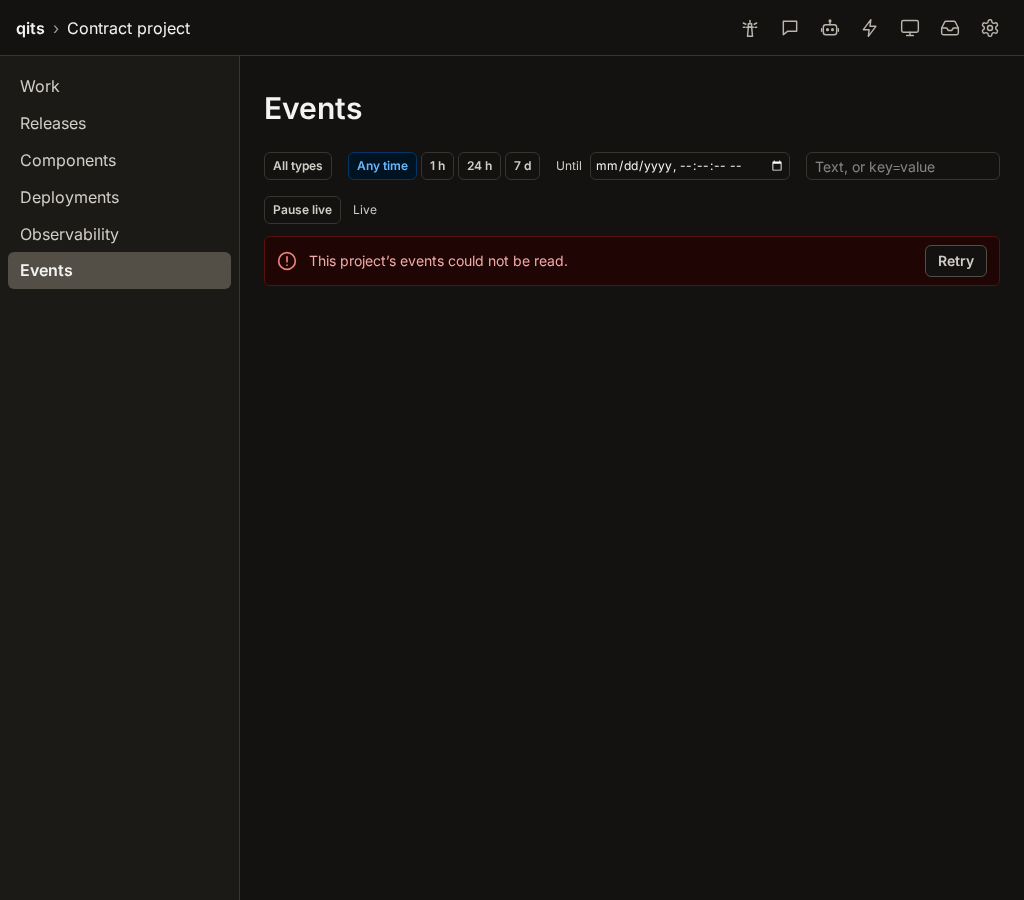 qits › Contract project
Work
Releases
Components
Deployments
Observability
Events
Events
All types Any time 1 h 24 h 7 d Until mm/dd/yyyy, --:--:-- -- Text, or key=value
Pause live Live
This project’s events could not be read. Retry